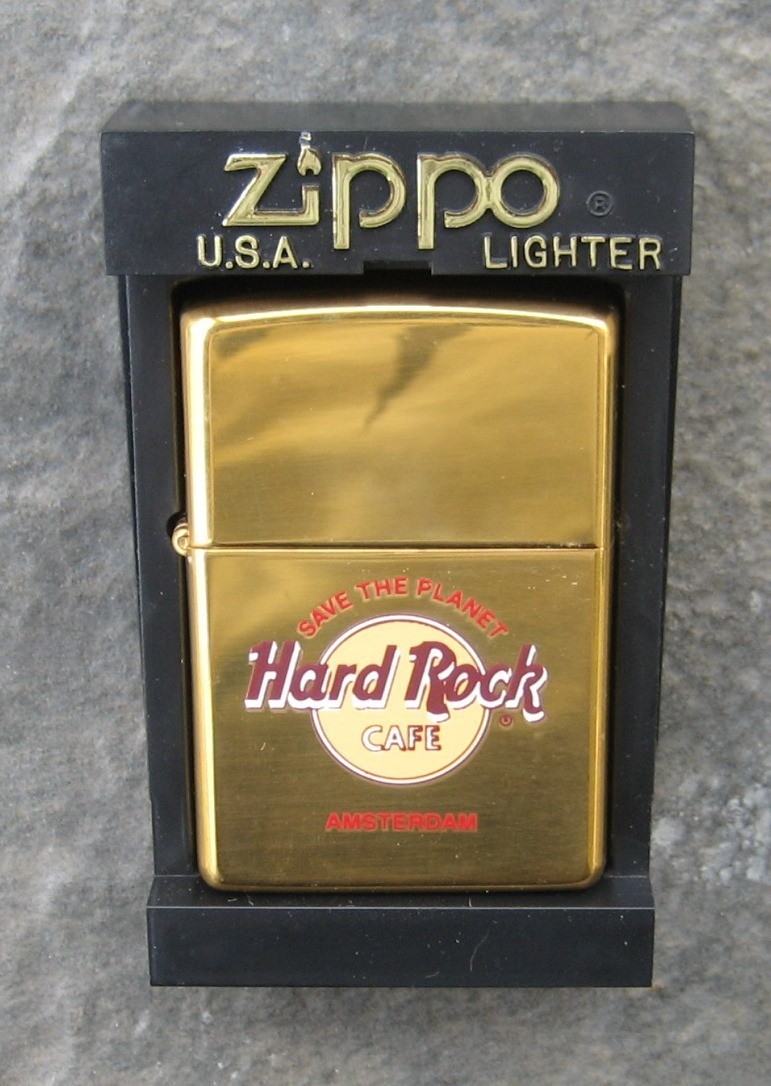 Zippo ®
U.S.A. LIGHTER
SAVE THE PLANET
Hard Rock
CAFE ®
AMSTERDAM